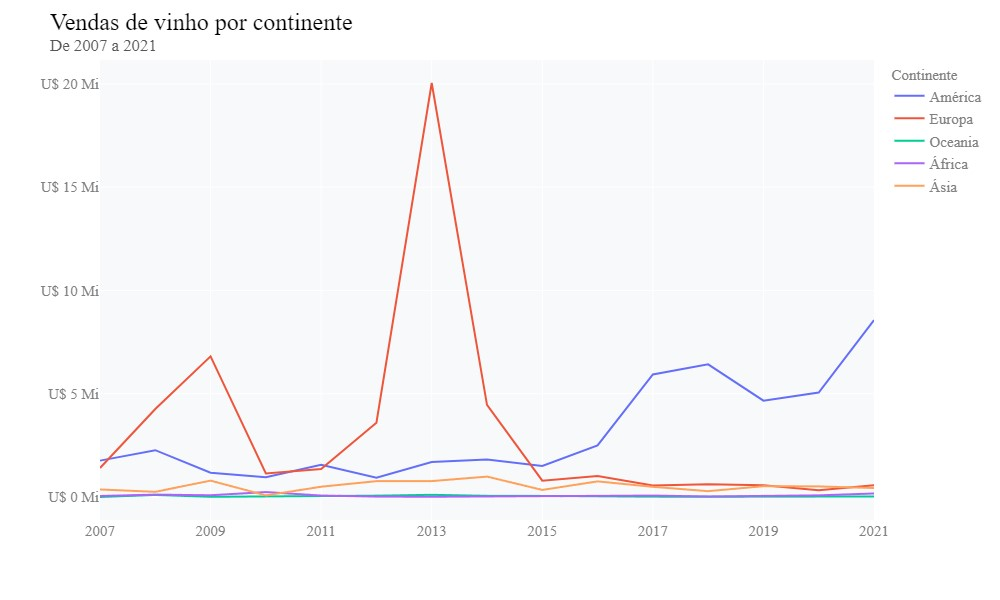 Vendas de vinho por continente
De 2007 a 2021
U$ 20 Mi
U$ 15 Mi
U$ 10 Mi
U$ 5 Mi
U$ 0 Mi
2007 2009 2011 2013 2015 2017 2019 2021
Continente
América
Europa
Oceania
África
Ásia